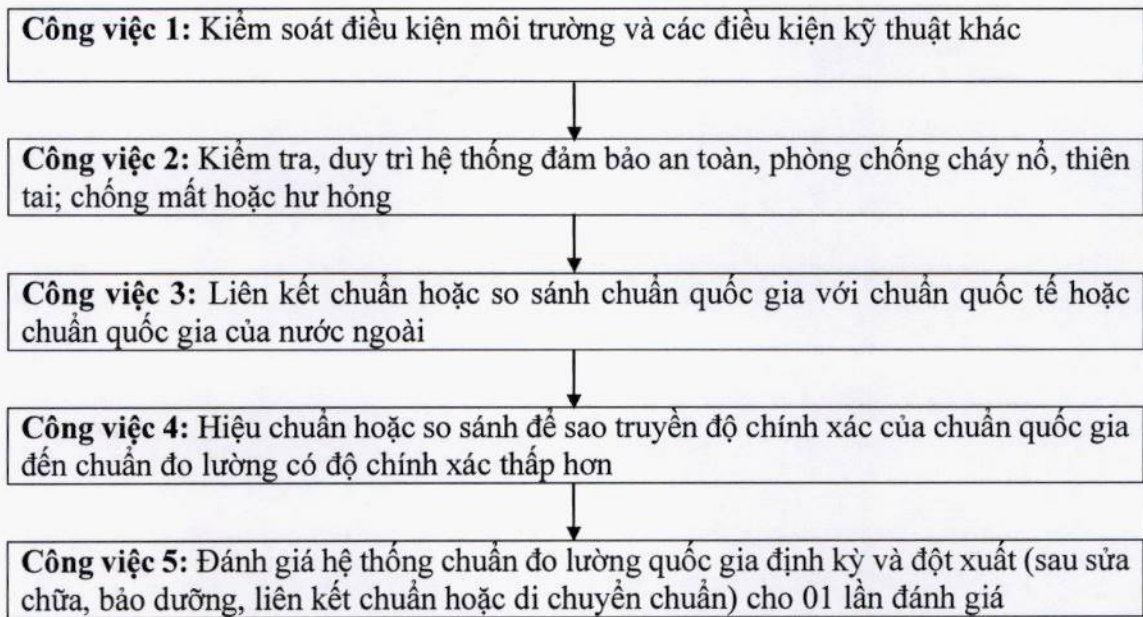 Công việc 1: Kiểm soát điều kiện môi trường và các điều kiện kỹ thuật khác
Công việc 2: Kiểm tra, duy trì hệ thống đảm bảo an toàn, phòng chống cháy nổ, thiên
tai; chống mất hoặc hư hỏng
Công việc 3: Liên kết chuẩn hoặc so sánh chuẩn quốc gia với chuẩn quốc tế hoặc
chuẩn quốc gia của nước ngoài
Công việc 4: Hiệu chuẩn hoặc so sánh để sao truyền độ chính xác của chuẩn quốc gia
đến chuẩn đo lường có độ chính xác thấp hơn
Công việc 5: Đánh giá hệ thống chuẩn đo lường quốc gia định kỳ và đột xuất (sau sửa
chữa, bảo dưỡng, liên kết chuẩn hoặc di chuyển chuẩn) cho 01 lần đánh giá